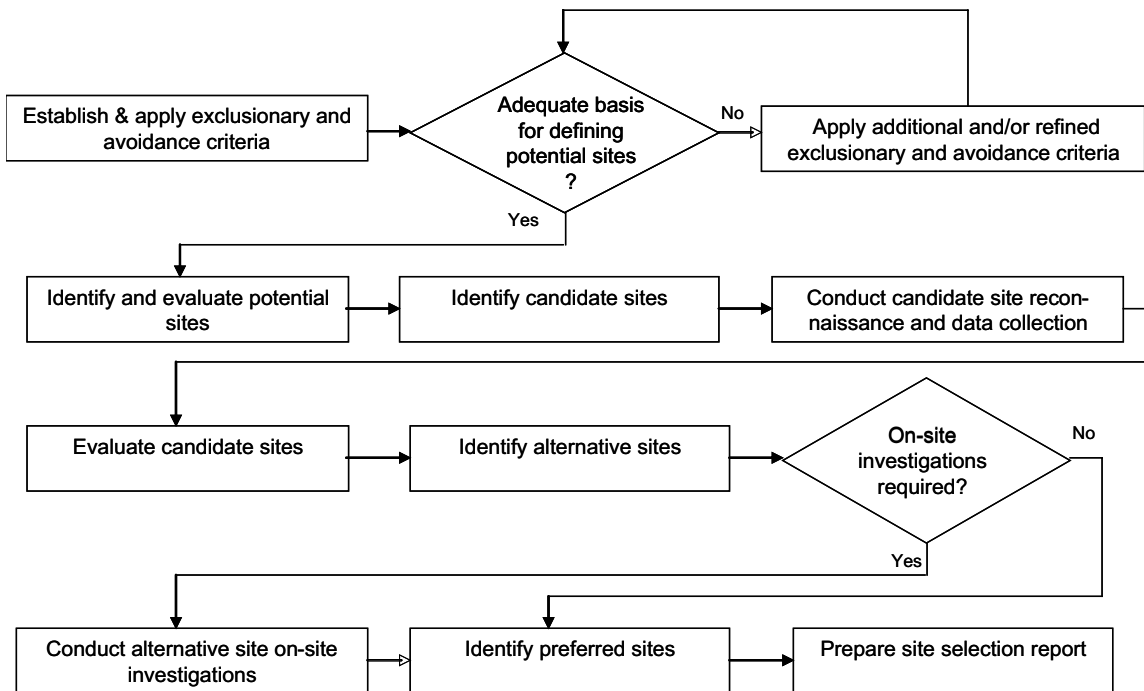 Establish & apply exclusionary and
avoidance criteria
Adequate basis
for defining
potential sites
?
No
Apply additional and/or refined
exclusionary and avoidance criteria
Yes
Identify and evaluate potential
sites
Identify candidate sites
Conduct candidate site recon-
naissance and data collection
Evaluate candidate sites
Identify alternative sites
On-site
investigations
required?
No
Yes
Conduct alternative site on-site
investigations
Identify preferred sites
Prepare site selection report